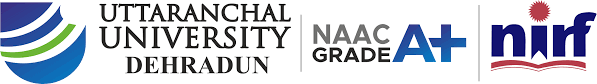 UTTARANCHAL
UNIVERSITY
DEHRADUN
NAAC
GRADE A+
nirf